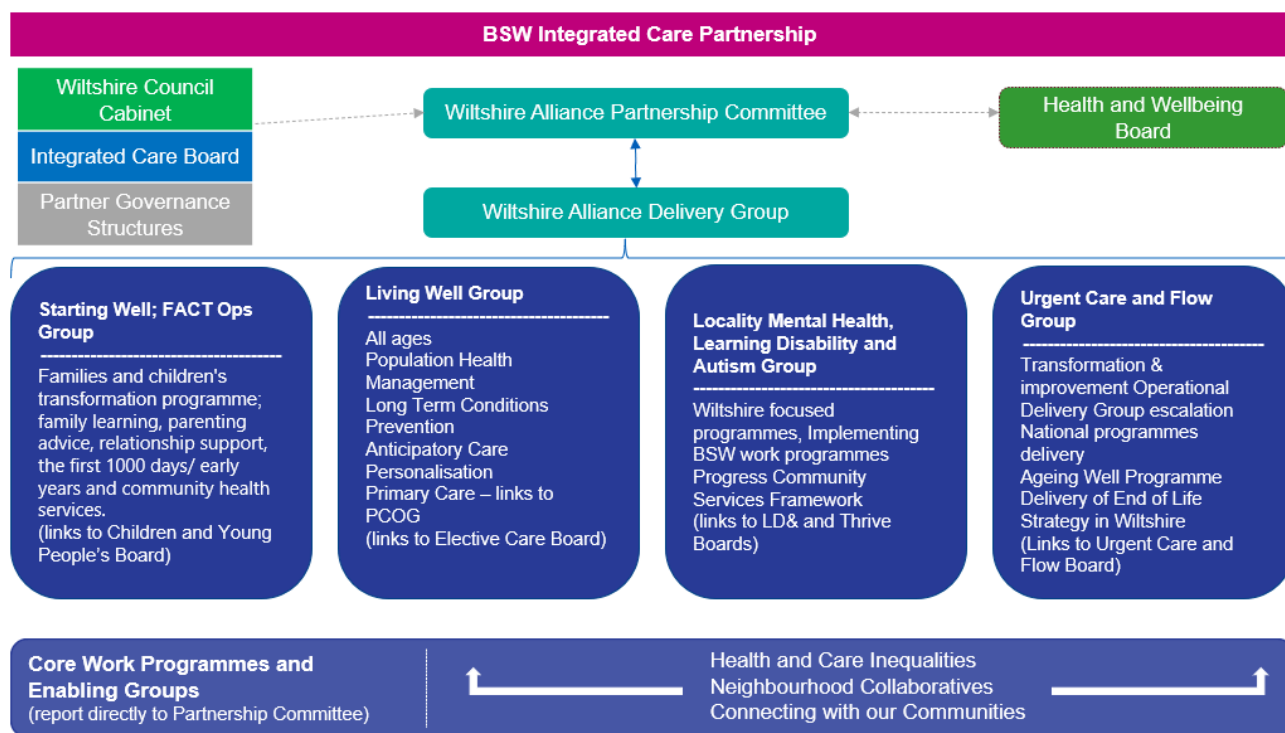 BSW Integrated Care Partnership
Wiltshire Council
Cabinet
Integrated Care Board
Partner Governance
Structures
Wiltshire Alliance Partnership Committee
Health and Wellbeing
Board
Wiltshire Alliance Delivery Group
Starting Well; FACT Ops
Group
Families and children's
transformation programme;
family learning, parenting
advice, relationship support,
the first 1000 days/ early
years and community health
services.
(links to Children and Young
People's Board)
Living Well Group
All ages
Population Health
Management
Long Term Conditions
Prevention
Anticipatory Care
Personalisation
Primary Care – links to
PCOG
(links to Elective Care Board)
Locality Mental Health,
Learning Disability and
Autism Group
Wiltshire focused
programmes, Implementing
BSW work programmes
Progress Community
Services Framework
(links to LD& and Thrive
Boards)
Urgent Care and Flow
Group
Transformation &
improvement Operational
Delivery Group escalation
National programmes
delivery
Ageing Well Programme
Delivery of End of Life
Strategy in Wiltshire
(Links to Urgent Care and
Flow Board)
Core Work Programmes and
Enabling Groups
(report directly to Partnership Committee)
Health and Care Inequalities
Neighbourhood Collaboratives
Connecting with our Communities